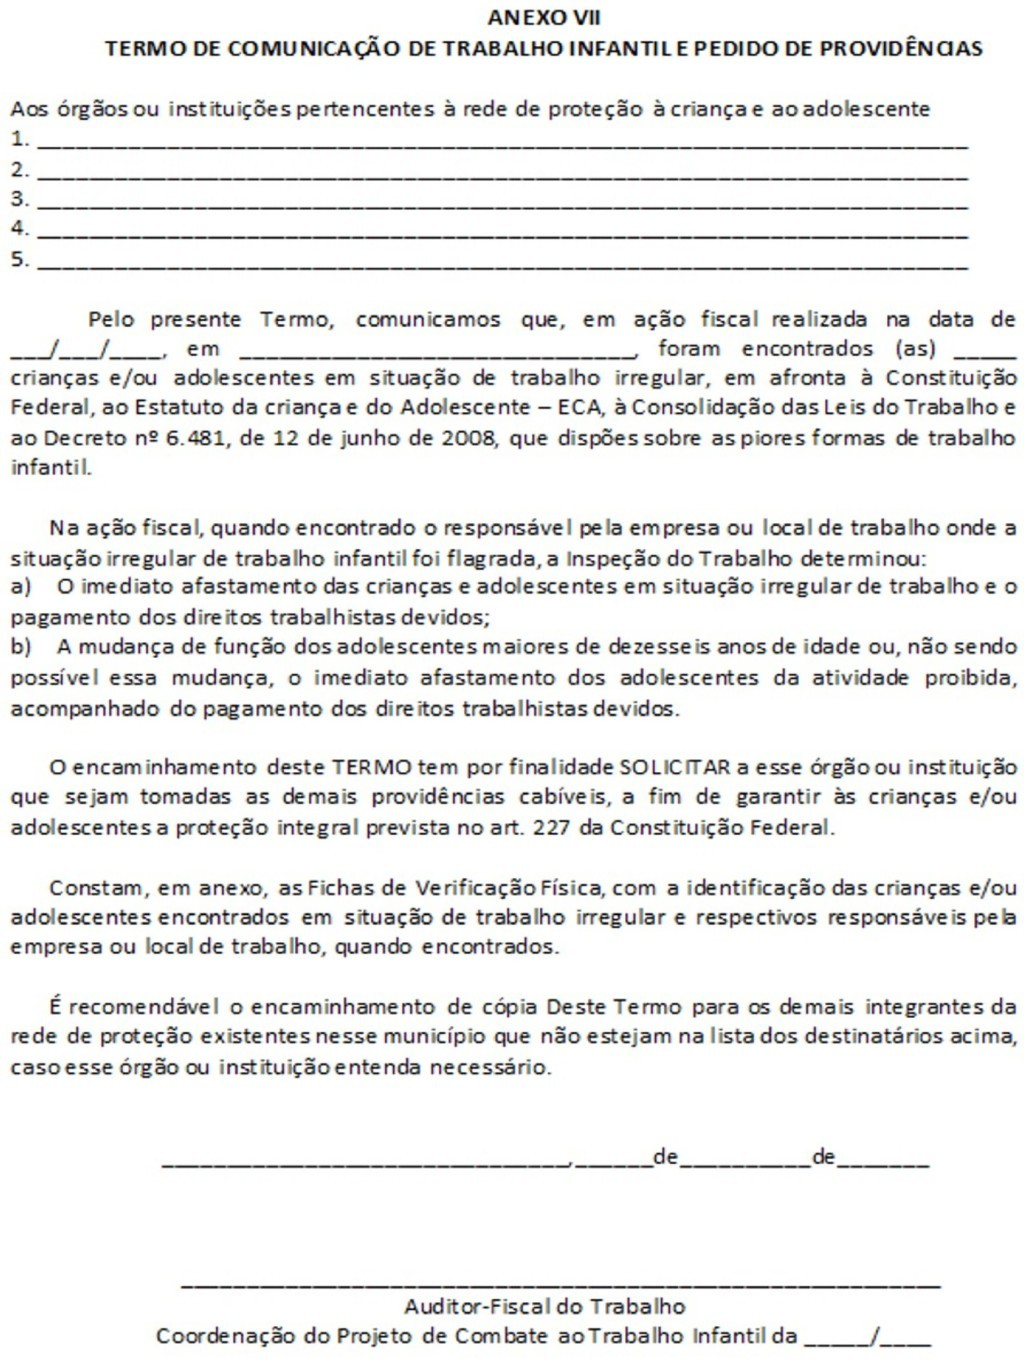 ANEXO VII
TERMO DE COMUNICAÇÃO DE TRABALHO INFANTIL E PEDIDO DE PROVIDÊNCIAS
Aos órgãos ou instituições pertencentes à rede de proteção à criança e ao adolescente
1. ______________________________________________________________________
2. ______________________________________________________________________
3. ______________________________________________________________________
4. ______________________________________________________________________
5. ______________________________________________________________________
Pelo presente Termo, comunicamos que, em ação fiscal realizada na data de
___/___/____, em ______________________________, foram encontrados (as) _____
crianças e/ou adolescentes em situação de trabalho irregular, em afronta à Constituição
Federal, ao Estatuto da criança e do Adolescente – ECA, à Consolidação das Leis do Trabalho e
ao Decreto nº 6.481, de 12 de junho de 2008, que dispões sobre as piores formas de trabalho
infantil.
Na ação fiscal, quando encontrado o responsável pela empresa ou local de trabalho onde a
situação irregular de trabalho infantil foi flagrada, a Inspeção do Trabalho determinou:
a) O imediato afastamento das crianças e adolescentes em situação irregular de trabalho e o
pagamento dos direitos trabalhistas devidos;
b) A mudança de função dos adolescentes maiores de dezesseis anos de idade ou, não sendo
possível essa mudança, o imediato afastamento dos adolescentes da atividade proibida,
acompanhado do pagamento dos direitos trabalhistas devidos.
O encaminhamento deste TERMO tem por finalidade SOLICITAR a esse órgão ou instituição
que sejam tomadas as demais providências cabíveis, a fim de garantir às crianças e/ou
adolescentes a proteção integral prevista no art. 227 da Constituição Federal.
Constam, em anexo, as Fichas de Verificação Física, com a identificação das crianças e/ou
adolescentes encontrados em situação de trabalho irregular e respectivos responsáveis pela
empresa ou local de trabalho, quando encontrados.
É recomendável o encaminhamento de cópia Deste Termo para os demais integrantes da
rede de proteção existentes nesse município que não estejam na lista dos destinatários acima,
caso esse órgão ou instituição entenda necessário.
_______________________________,______de__________de_______
__________________________________________________________
Auditor-Fiscal do Trabalho
Coordenação do Projeto de Combate ao Trabalho Infantil da _____/____